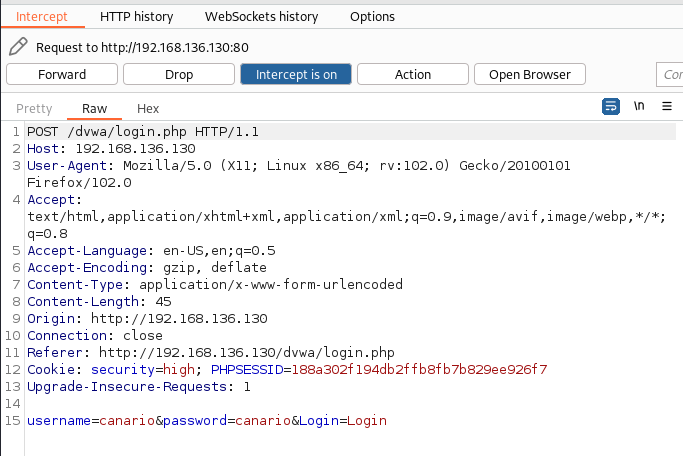 Intercept HTTP history WebSockets history Options
Request to http://192.168.136.130:80
Forward Drop Intercept is on Action Open Browser Con
Pretty Raw Hex \n
1 POST /dvwa/login.php HTTP/1.1
2 Host: 192.168.136.130
3 User-Agent: Mozilla/5.0 (X11; Linux x86_64; rv:102.0) Gecko/20100101
Firefox/102.0
4 Accept:
text/html,application/xhtml+xml,application/xml;q=0.9,image/avif,image/webp,*/*;
q=0.8
5 Accept-Language: en-US,en;q=0.5
6 Accept-Encoding: gzip, deflate
7 Content-Type: application/x-www-form-urlencoded
8 Content-Length: 45
9 Origin: http://192.168.136.130
10 Connection: close
11 Referer: http://192.168.136.130/dvwa/login.php
12 Cookie: security=high; PHPSESSID=188a302f194db2ffb8fb7b829ee926f7
13 Upgrade-Insecure-Requests: 1
14
15 username=canario&password=canario&Login=Login